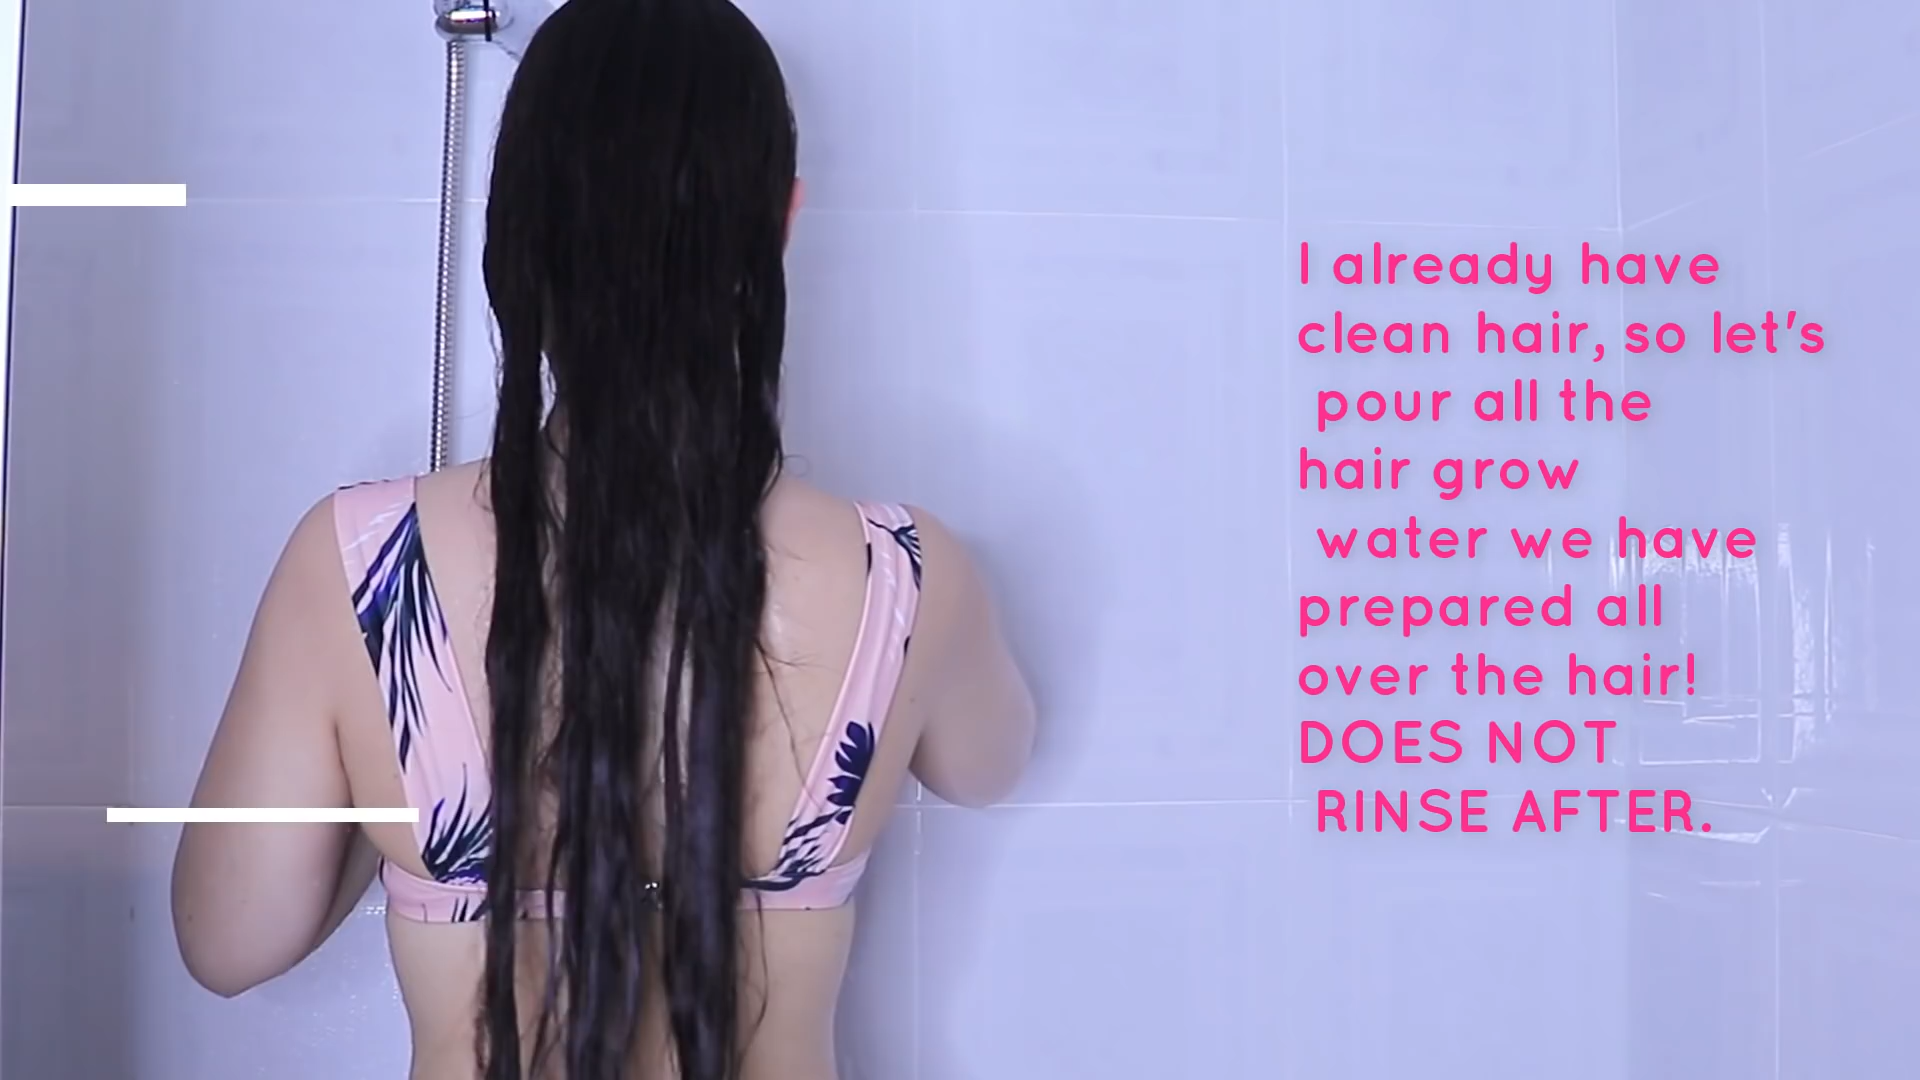 I already have
clean hair, so let's
pour all the
hair grow
water we have
prepared all
over the hair!
DOES NOT
RINSE AFTER.